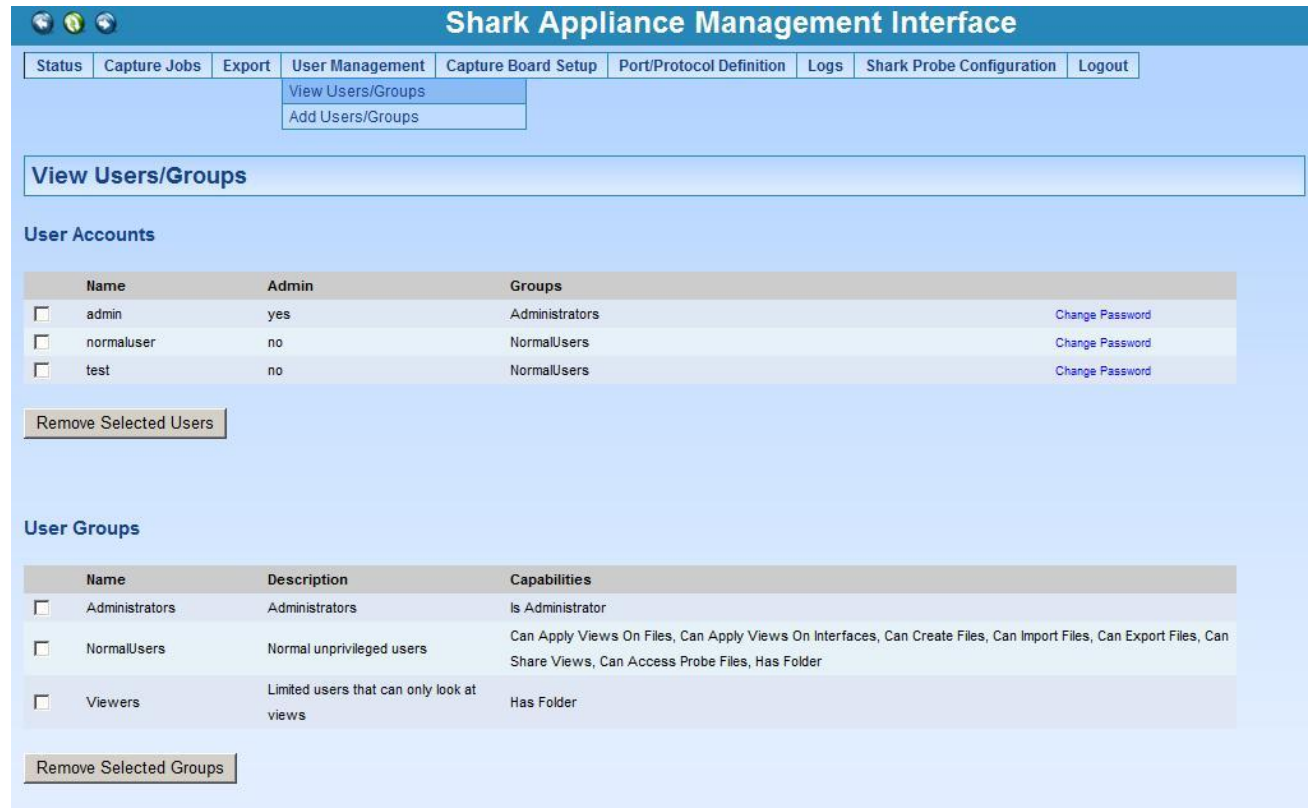 Shark Appliance Management Interface
Status Capture Jobs Export User Management Capture Board Setup Port/Protocol Definition Logs Shark Probe Configuration Logout
View Users/Groups
Add Users/Groups
View Users/Groups
User Accounts
Name Admin Groups
admin yes Administrators Change Password
normaluser no NormalUsers Change Password
test no NormalUsers Change Password
Remove Selected Users
User Groups
Name Description Capabilities
Administrators Administrators Is Administrator
NormalUsers Normal unprivileged users Can Apply Views On Files, Can Apply Views On Interfaces, Can Create Files, Can Import Files, Can Export Files, Can
Share Views, Can Access Probe Files, Has Folder
Viewers Limited users that can only look at
views Has Folder
Remove Selected Groups